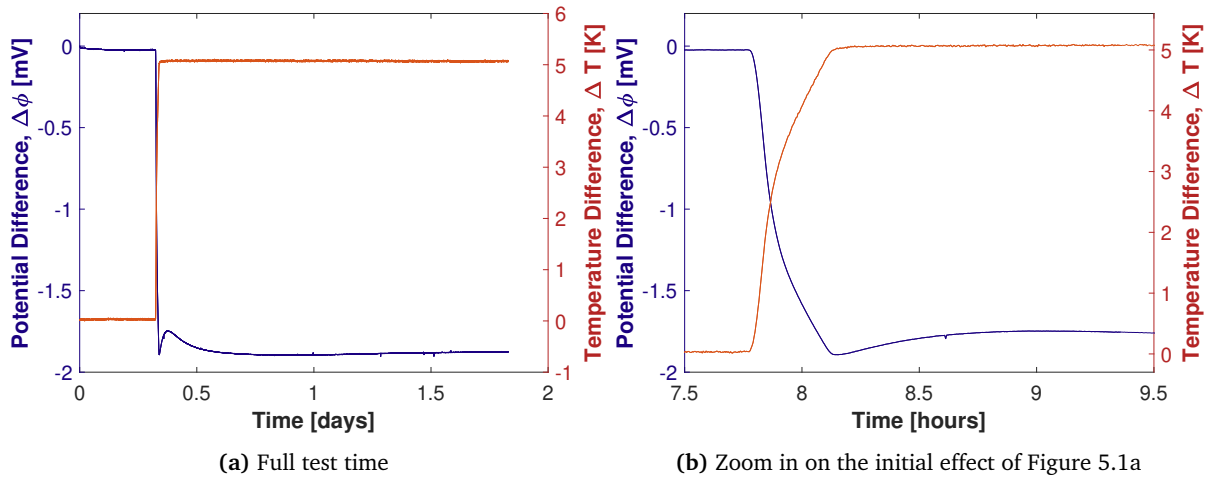 Potential Difference, Δϕ [mV]
0
-0.5
-1
-1.5
-2
6
5
4
3
2
1
0
-1
Temperature Difference, Δ T [K]
0 0.5 1 1.5 2
Time [days]
(a) Full test time
Potential Difference, Δϕ [mV]
0
-0.5
-1
-1.5
-2
5
4
3
2
1
0
Temperature Difference, Δ T [K]
7.5 8 8.5 9 9.5
Time [hours]
(b) Zoom in on the initial effect of Figure 5.1a